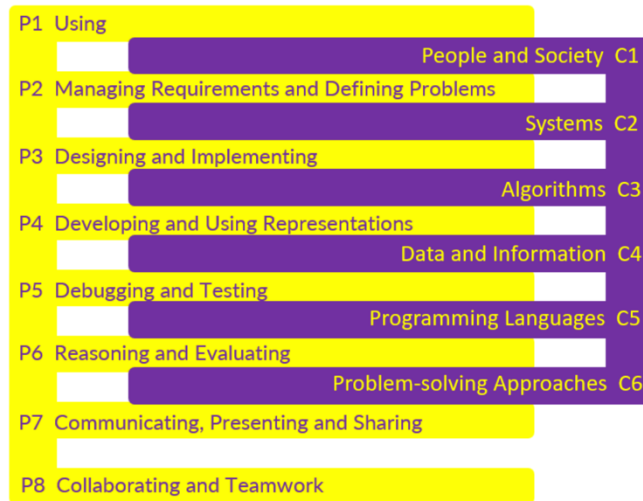 P1 Using
People and Society C1
P2 Managing Requirements and Defining Problems
Systems C2
P3 Designing and Implementing
Algorithms C3
P4 Developing and Using Representations
Data and Information C4
P5 Debugging and Testing
Programming Languages C5
P6 Reasoning and Evaluating
Problem-solving Approaches C6
P7 Communicating, Presenting and Sharing
P8 Collaborating and Teamwork